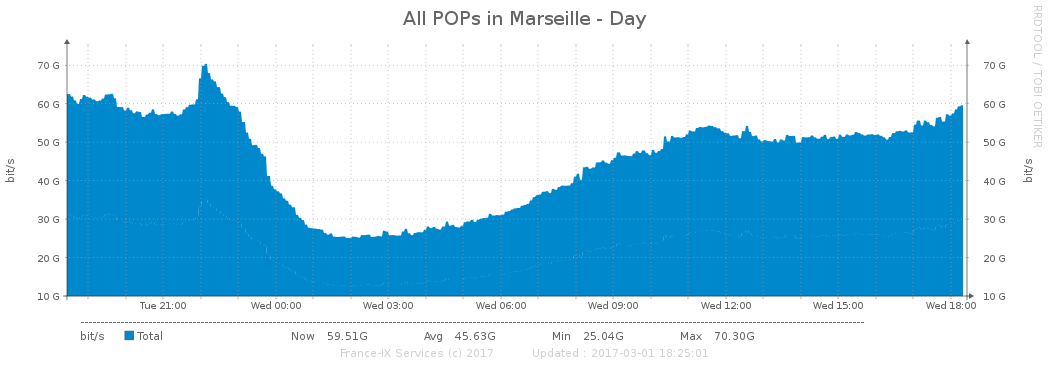 All POPs in Marseille - Day
RRDTOOL / TOBI OETIKER
bit/s
70 G 70 G
60 G 60 G
50 G 50 G
40 G 40 G
30 G 30 G
20 G 20 G
10 G 10 G
bit/s
Tue 21:00 Wed 00:00 Wed 03:00 Wed 06:00 Wed 09:00 Wed 12:00 Wed 15:00 Wed 18:00
bit/s Total Now 59.51G Avg 45.63G Min 25.04G Max 70.30G
France-IX Services (c) 2017 Updated : 2017-03-01 18:25:01